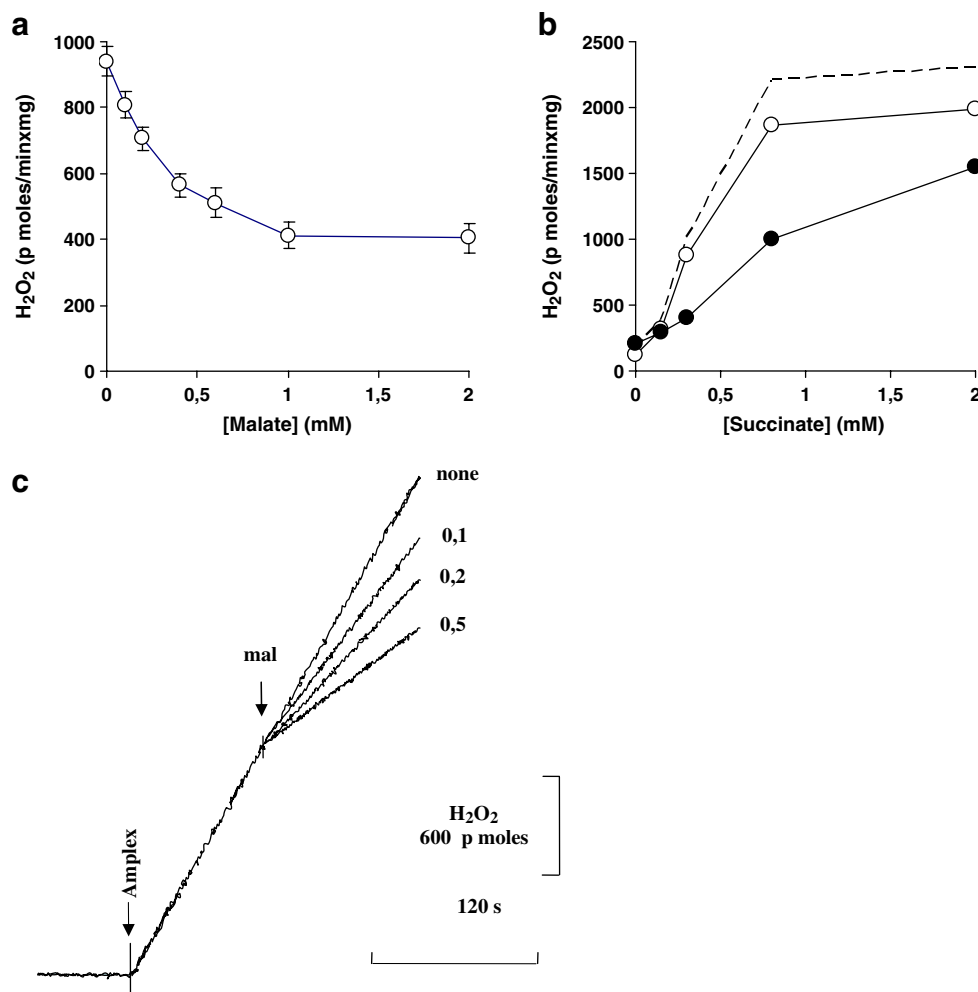 a
1000
800
600
400
200
0
H₂O₂ (p moles/minxmg)
0
0,5
1
1,5
2
[Malate] (mM)
b
2500
2000
1500
1000
500
0
H₂O₂ (p moles/minxmg)
0
0,5
1
1,5
2
[Succinate] (mM)
c
none
0,1
0,2
0,5
mal
Amplex
H₂O₂
600 p moles
120 s